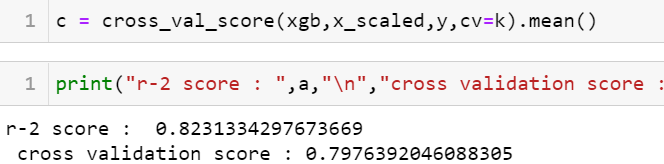 1 c = cross_val_score(xgb,x_scaled,y,cv=k).mean()
1 print("r-2 score : ",a,"\n","cross validation score :
r-2 score :  0.8231334297673669
 cross validation score : 0.7976392046088305